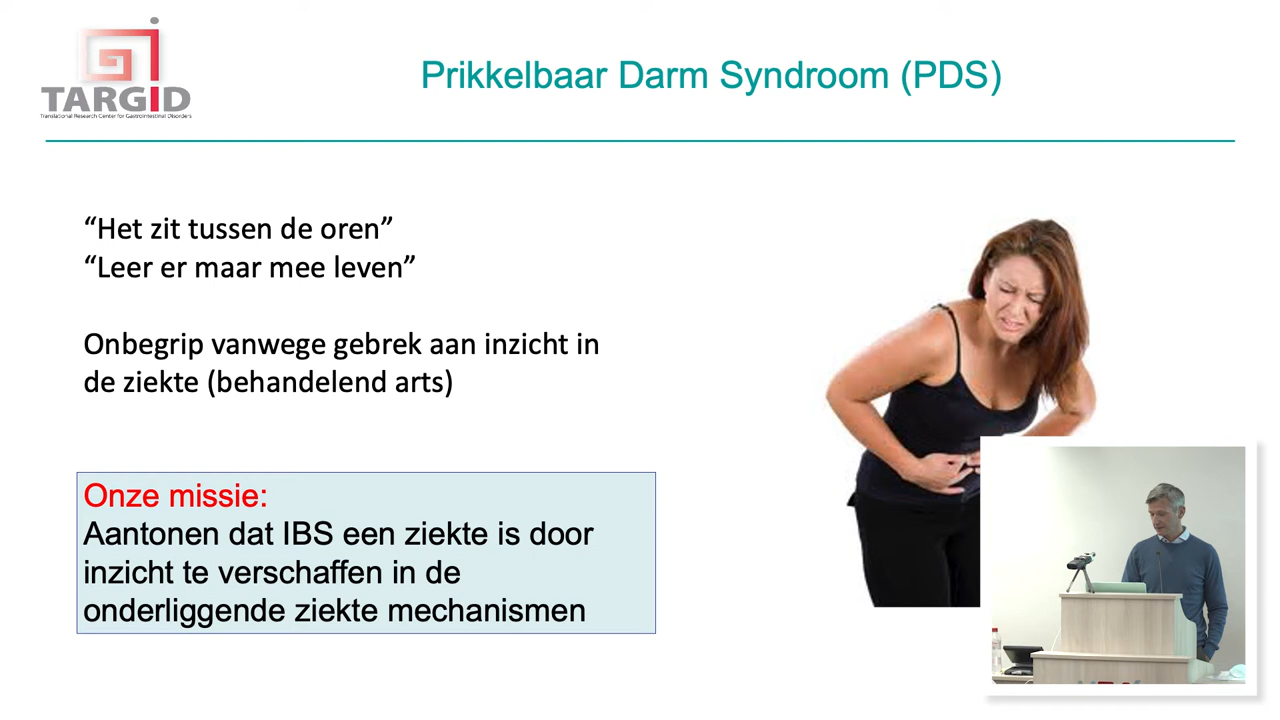 TARGID
Translational Research Center for Gastrointestinal Disorders
Prikkelbaar Darm Syndroom (PDS)
“Het zit tussen de oren”
“Leer er maar mee leven”
Onbegrip vanwege gebrek aan inzicht in
de ziekte (behandelend arts)
Onze missie:
Aantonen dat IBS een ziekte is door
inzicht te verschaffen in de
onderliggende ziekte mechanismen